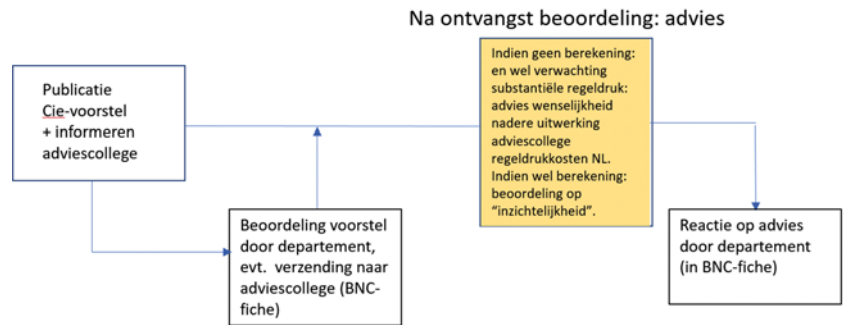 Na ontvangst beoordeling: advies
Publicatie
Cie-voorstel
+ informeren
adviescollege
Beoordeling voorstel
door departement,
evt. verzending naar
adviescollege (BNC-
fiche)
Indien geen berekening:
en wel verwachting
substantiële regeldruk:
advies wenselijkheid
nadere uitwerking
adviescollege
regeldrukkosten NL.
Indien wel berekening:
beoordeling op
“inzichtelijkheid”.
Reactie op advies
door departement
(in BNC-fiche)